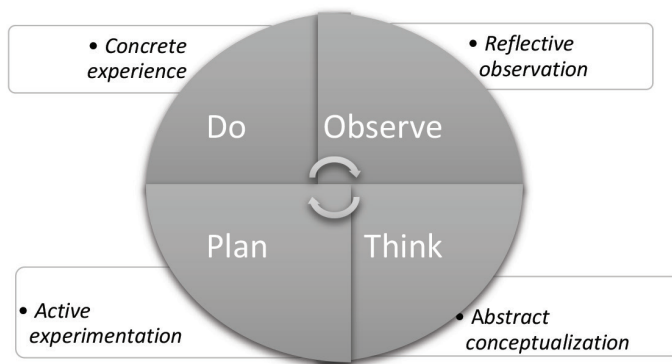 • Concrete
experience
• Reflective
observation
Do
Observe
Plan
Think
• Active
experimentation
• Abstract
conceptualization